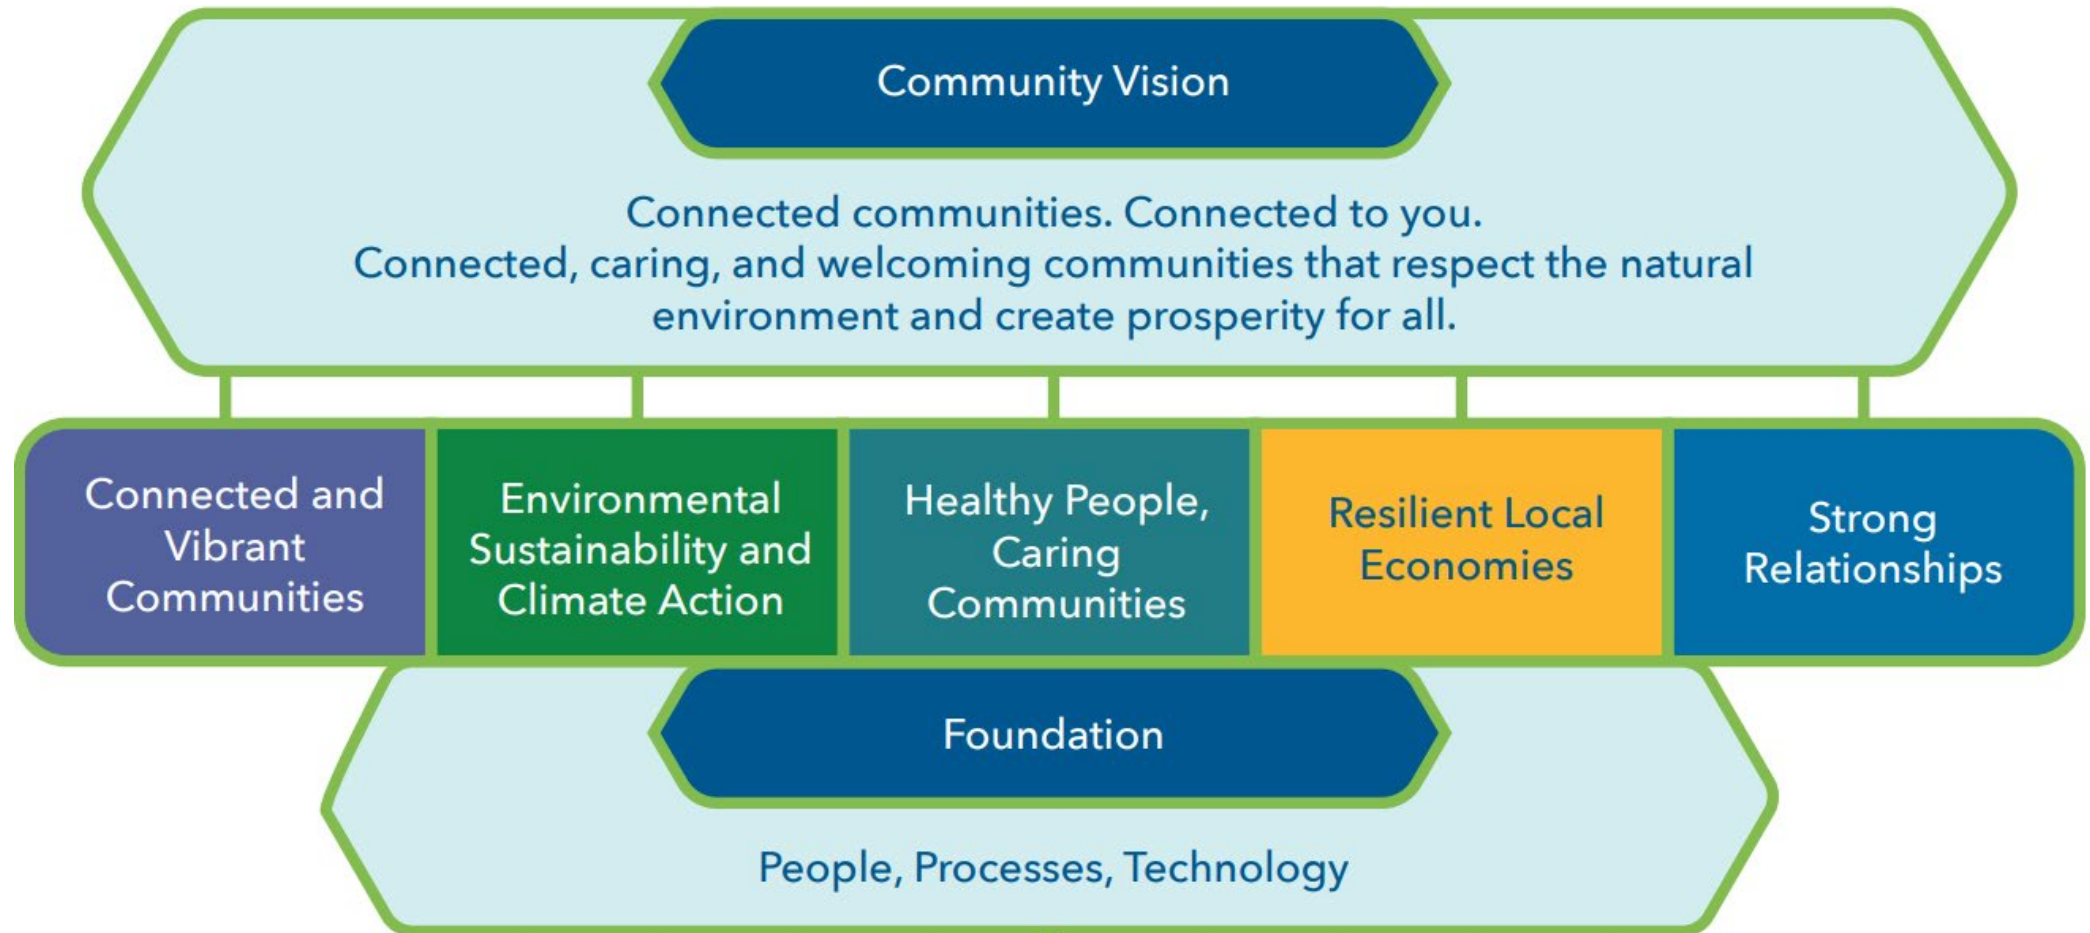 Community Vision
Connected communities. Connected to you.
Connected, caring, and welcoming communities that respect the natural
environment and create prosperity for all.
Connected and
Vibrant
Communities
Environmental
Sustainability and
Climate Action
Healthy People,
Caring
Communities
Resilient Local
Economies
Strong
Relationships
Foundation
People, Processes, Technology